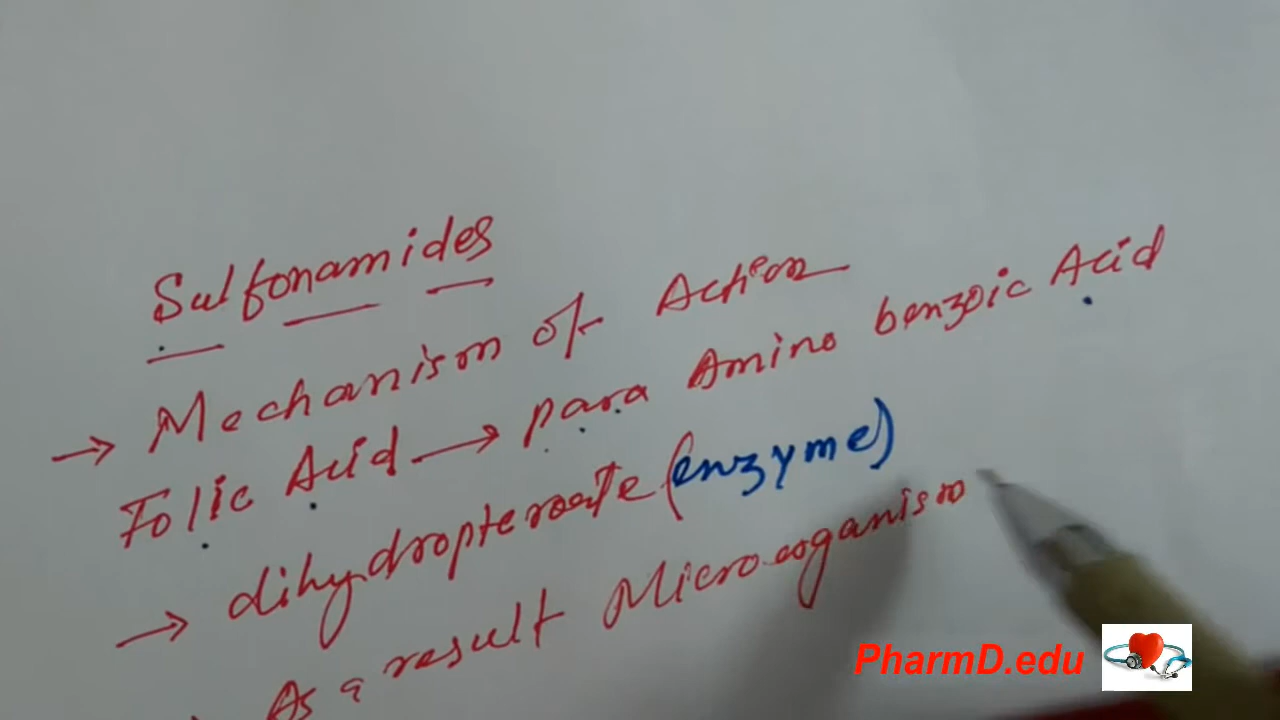 Sulfonamides
→ Mechanism of Action
Folic Acid → para Amino benzoic Acid
→ dihydropteroate (enzyme)
As a result Microorganism
PharmD.edu